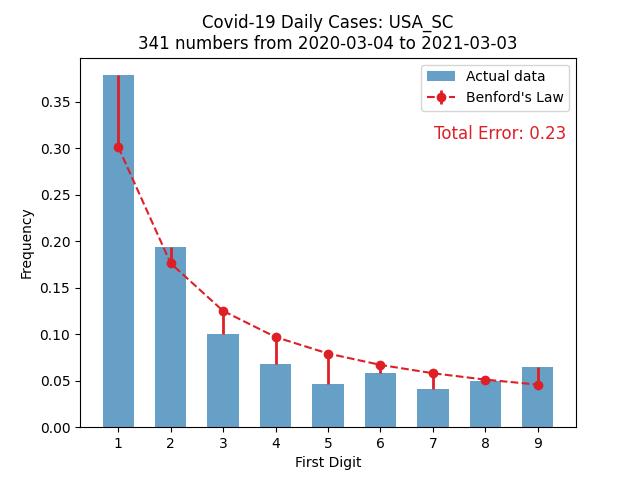 Covid-19 Daily Cases: USA_SC
341 numbers from 2020-03-04 to 2021-03-03
Actual data
Benford's Law
Total Error: 0.23
Frequency
0.35
0.30
0.25
0.20
0.15
0.10
0.05
0.00
1 2 3 4 5 6 7 8 9
First Digit